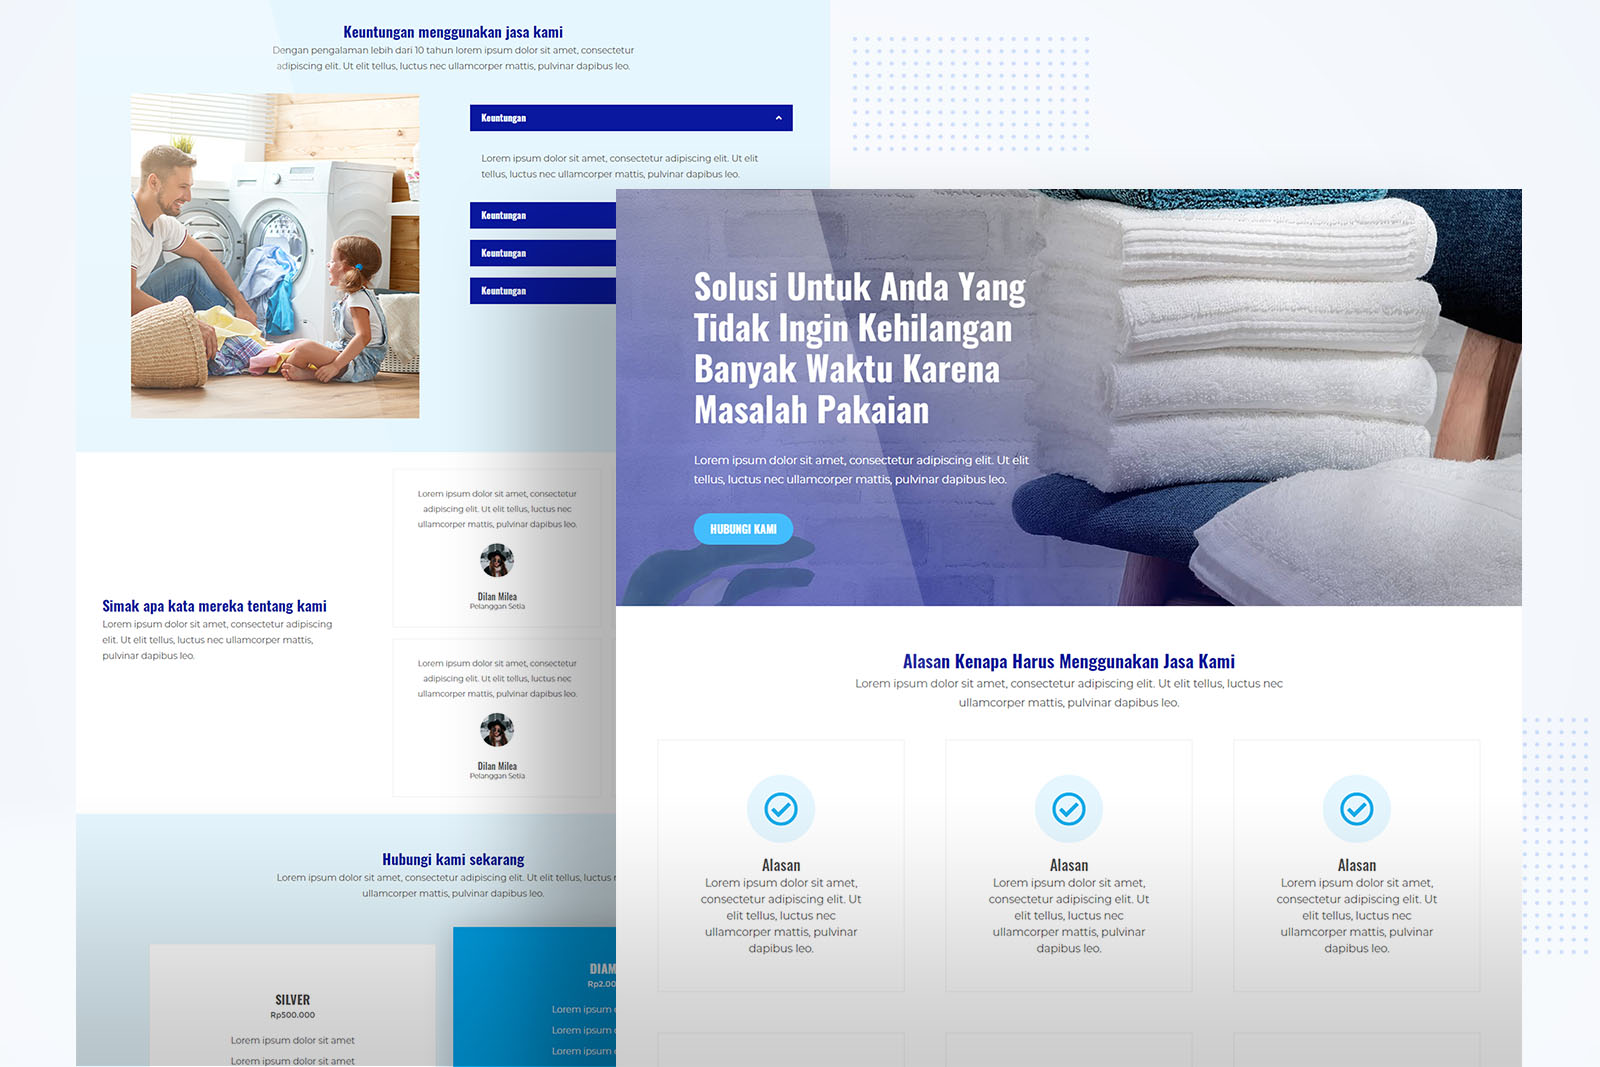 Keuntungan menggunakan jasa kami
Dengan pengalaman lebih dari 10 tahun lorem ipsum dolor sit amet, consectetur
adipiscing elit. Ut elit tellus, luctus nec ullamcorper mattis, pulvinar dapibus leo.
Keuntungan
Lorem ipsum dolor sit amet, consectetur adipiscing elit. Ut elit
tellus, luctus nec ullamcorper mattis, pulvinar dapibus leo.
Keuntungan
Keuntungan
Keuntungan
Simak apa kata mereka tentang kami
Lorem ipsum dolor sit amet, consectetur adipiscing
elit. Ut elit tellus, luctus nec ullamcorper mattis,
pulvinar dapibus leo.
Lorem ipsum dolor sit amet, consectetur
adipiscing elit. Ut elit tellus, luctus nec
ullamcorper mattis, pulvinar dapibus leo.
Dilan Milea
Pelanggan Setia
Lorem ipsum dolor sit amet, consectetur
adipiscing elit. Ut elit tellus, luctus nec
ullamcorper mattis, pulvinar dapibus leo.
Dilan Milea
Pelanggan Setia
Hubungi kami sekarang
Lorem ipsum dolor sit amet, consectetur adipiscing elit. Ut elit tellus, luctus
ullamcorper mattis, pulvinar dapibus leo.
SILVER
Rp500.000
Lorem ipsum dolor sit amet
Lorem ipsum dolor sit amet
DIAM
Rp2.00
Lorem ipsum
Lorem ipsum
Lorem ipsum
Solusi Untuk Anda Yang
Tidak Ingin Kehilangan
Banyak Waktu Karena
Masalah Pakaian
Lorem ipsum dolor sit amet, consectetur adipiscing elit. Ut elit
tellus, luctus nec ullamcorper mattis, pulvinar dapibus leo.
HUBUNGI KAMI
Alasan Kenapa Harus Menggunakan Jasa Kami
Lorem ipsum dolor sit amet, consectetur adipiscing elit. Ut elit tellus, luctus nec
ullamcorper mattis, pulvinar dapibus leo.
Alasan
Lorem ipsum dolor sit amet,
consectetur adipiscing elit. Ut
elit tellus, luctus nec
ullamcorper mattis, pulvinar
dapibus leo.
Alasan
Lorem ipsum dolor sit amet,
consectetur adipiscing elit. Ut
elit tellus, luctus nec
ullamcorper mattis, pulvinar
dapibus leo.
Alasan
Lorem ipsum dolor sit amet,
consectetur adipiscing elit. Ut
elit tellus, luctus nec
ullamcorper mattis, pulvinar
dapibus leo.